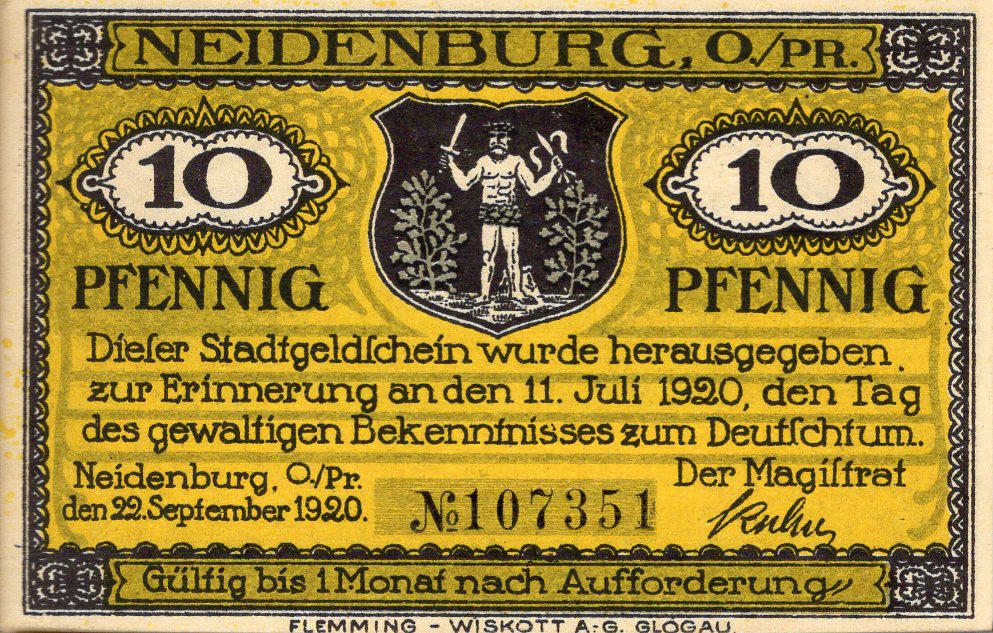 NEIDENBURG, O./PR.
10 10
PFENNIG PFENNIG
Dieſer Stadtgeldſchein wurde herausgegeben
zur Erinnerung an den 11. Juli 1920, den Tag
des gewaltigen Bekenntnisses zum Deutſchtum.
Neidenburg, O./Pr. Der Magiſtrat
den 22. September 1920. № 107351
Gültig bis 1 Monat nach Aufforderung
FLEMMING - WISKOTT A.-G. GLOGAU.